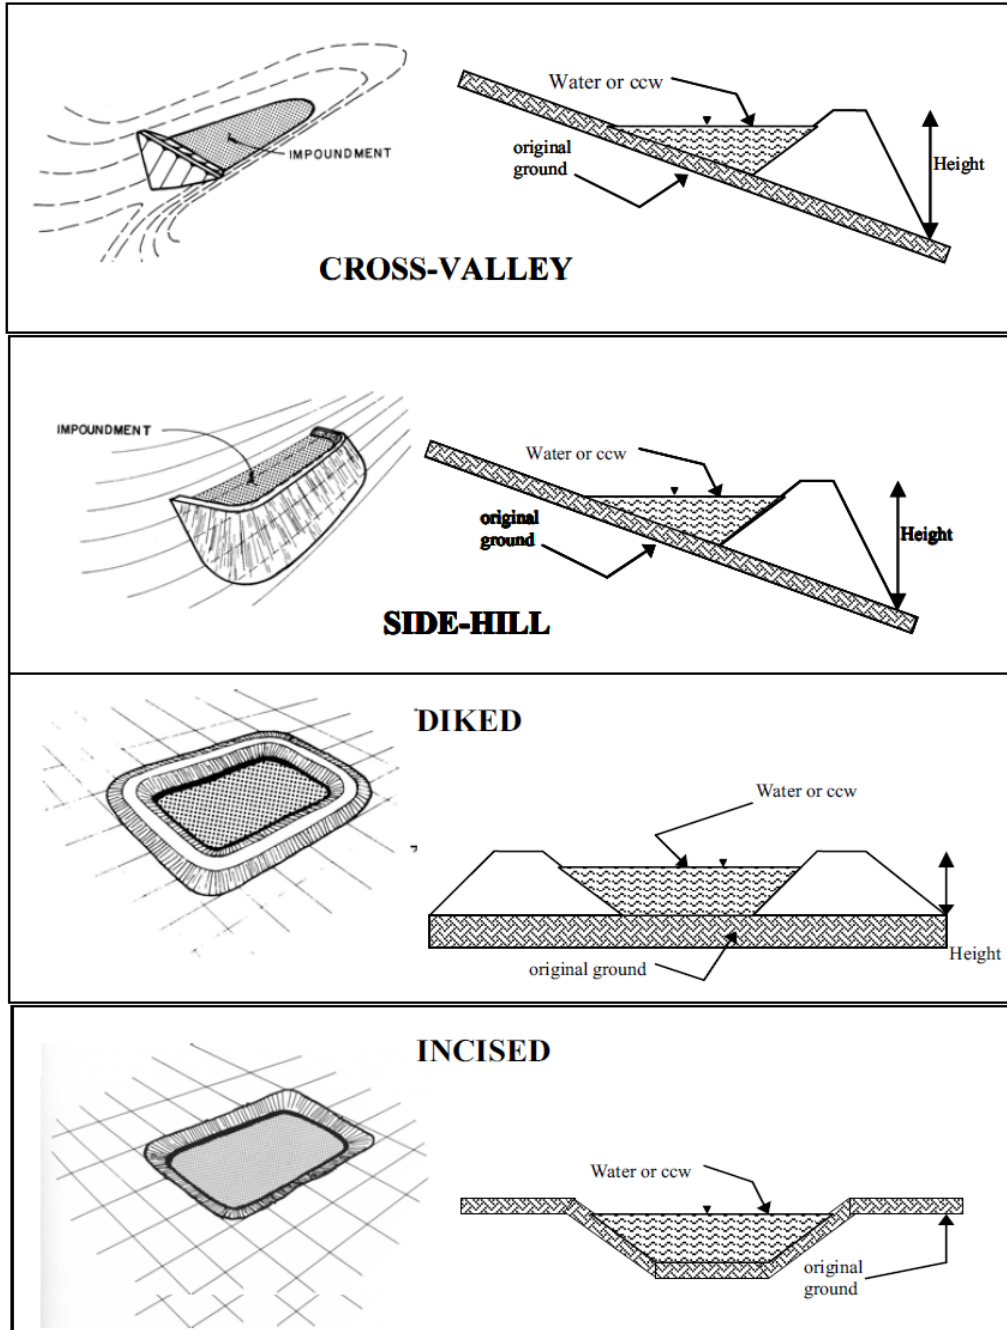 Water or ccw
original
ground
IMPOUNDMENT
Height
CROSS-VALLEY
IMPOUNDMENT
Water or ccw
original
ground
Height
SIDE-HILL
DIKED
Water or ccw
Height
original ground
INCISED
Water or ccw
original
ground